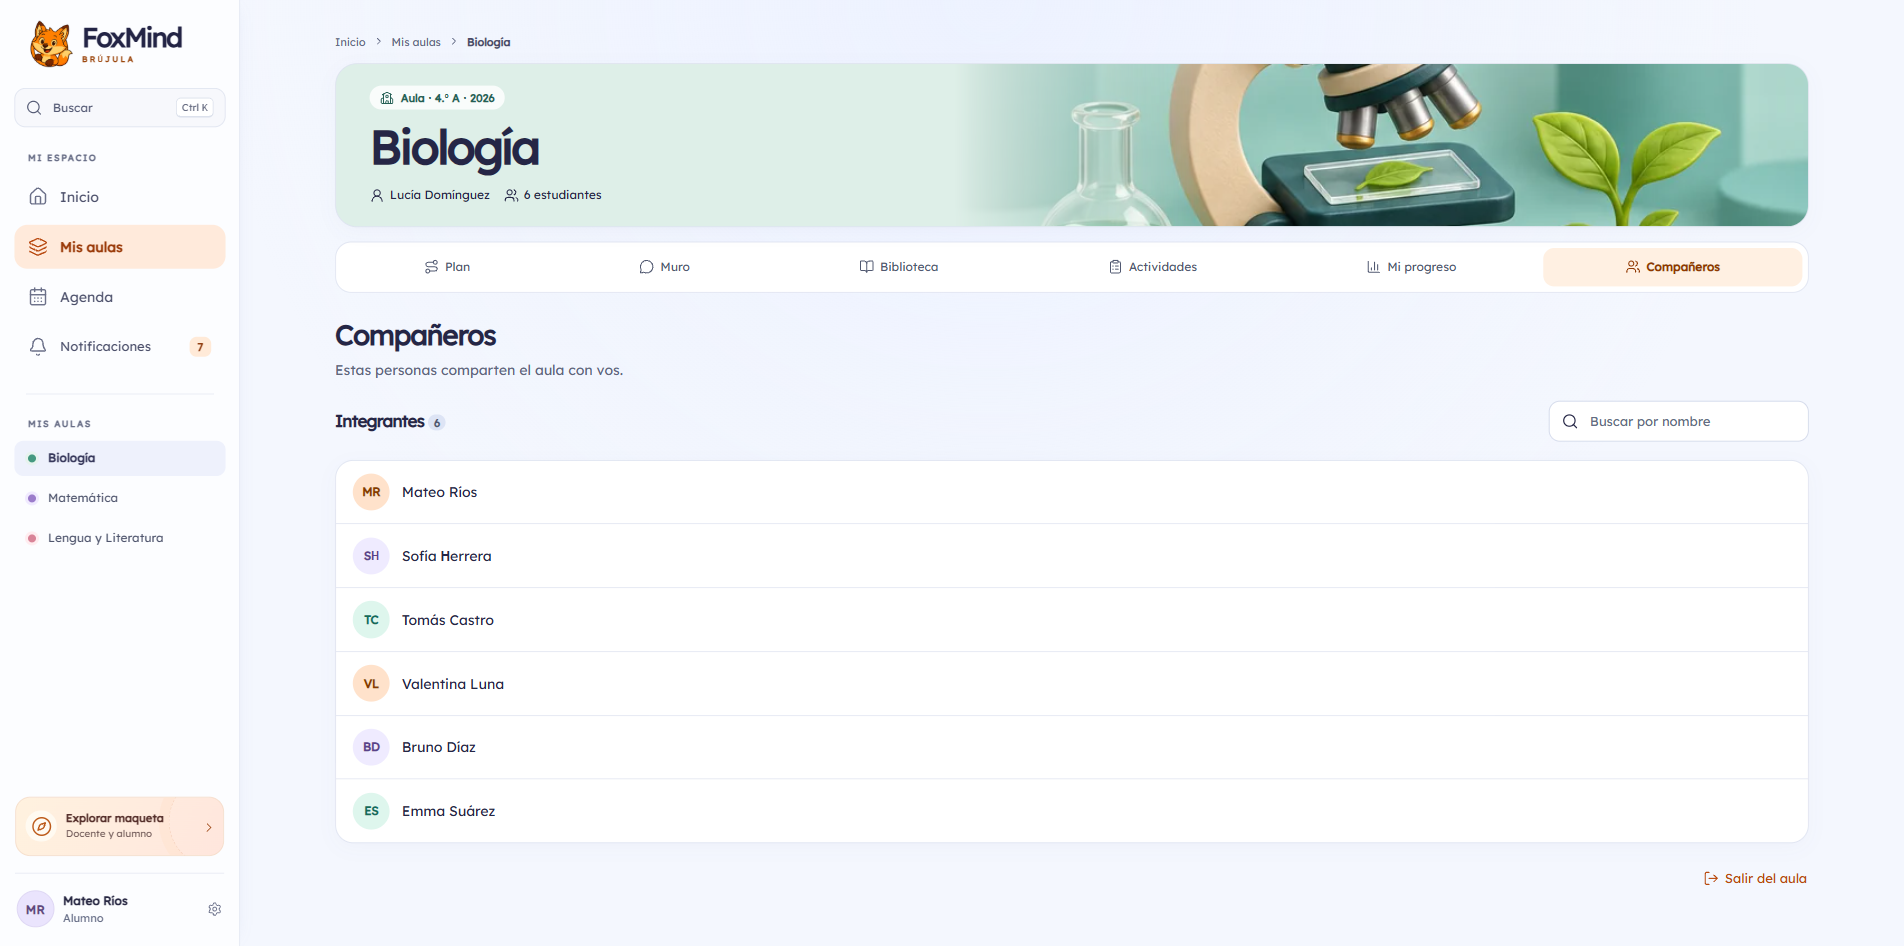 FoxMind
BRÚJULA
Buscar
Ctrl K
MI ESPACIO
Inicio
Mis aulas
Agenda
Notificaciones
7
MIS AULAS
Biología
Matemática
Lengua y Literatura
Explorar maqueta
Docente y alumno
MR
Mateo Ríos
Alumno
Inicio > Mis aulas > Biología
Aula · 4.º A · 2026
Biología
Lucía Domínguez 6 estudiantes
Plan
Muro
Biblioteca
Actividades
Mi progreso
Compañeros
Compañeros
Estas personas comparten el aula con vos.
Integrantes 6
Buscar por nombre
MR Mateo Ríos
SH Sofía Herrera
TC Tomás Castro
VL Valentina Luna
BD Bruno Díaz
ES Emma Suárez
Salir del aula